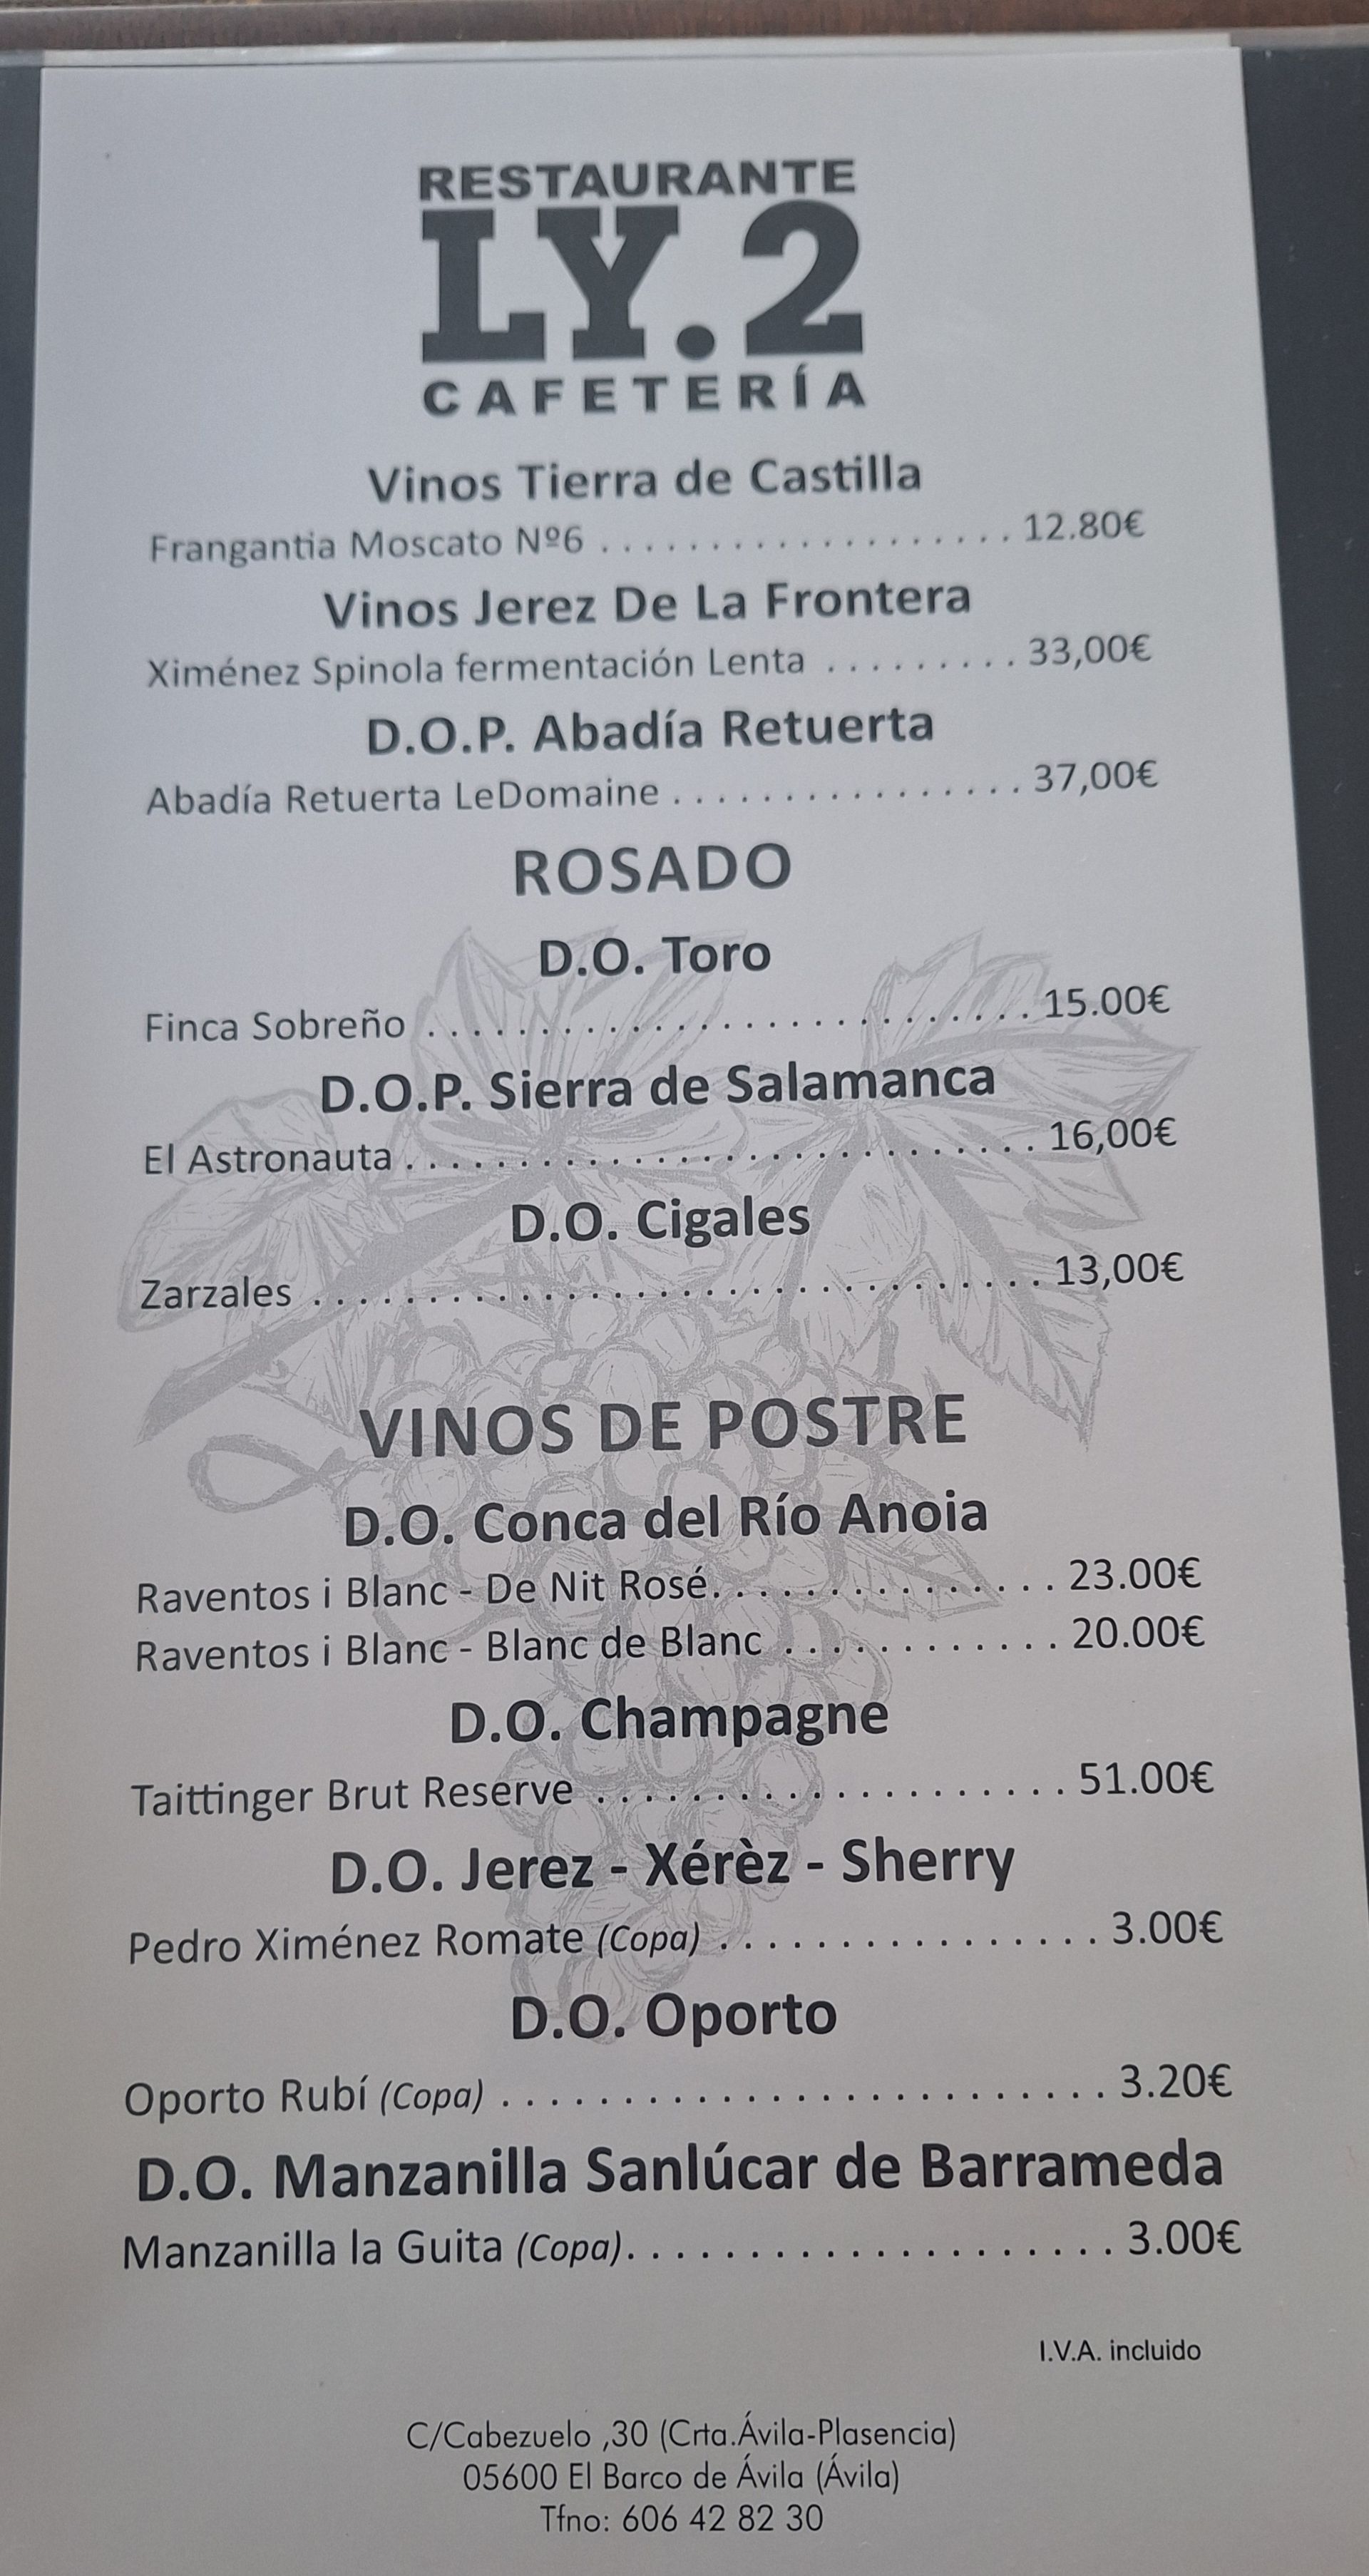 RESTAURANTE
LY.2
CAFETERÍA
Vinos Tierra de Castilla
Frangantia Moscato Nº6 . . . . . . . . . . . . . . . . . . . 12.80€
Vinos Jerez De La Frontera
Ximénez Spinola fermentación Lenta . . . . . . . . . 33,00€
D.O.P. Abadía Retuerta
Abadía Retuerta LeDomaine . . . . . . . . . . . . . . . . 37,00€
ROSADO
D.O. Toro
Finca Sobreño . . . . . . . . . . . . . . . . . . . . . . . . . . . 15.00€
D.O.P. Sierra de Salamanca
El Astronauta . . . . . . . . . . . . . . . . . . . . . . . . . . . . 16,00€
D.O. Cigales
Zarzales . . . . . . . . . . . . . . . . . . . . . . . . . . . . . . . . 13,00€
VINOS DE POSTRE
D.O. Conca del Río Anoia
Raventos i Blanc - De Nit Rosé. . . . . . . . . . . . . . . 23.00€
Raventos i Blanc - Blanc de Blanc . . . . . . . . . . . . 20.00€
D.O. Champagne
Taittinger Brut Reserve . . . . . . . . . . . . . . . . . . . . 51.00€
D.O. Jerez - Xérèz - Sherry
Pedro Ximénez Romate (Copa) . . . . . . . . . . . . . . . . 3.00€
D.O. Oporto
Oporto Rubí (Copa) . . . . . . . . . . . . . . . . . . . . . . . . . 3.20€
D.O. Manzanilla Sanlúcar de Barrameda
Manzanilla la Guita (Copa). . . . . . . . . . . . . . . . . . . . 3.00€
I.V.A. incluido
C/Cabezuelo ,30 (Crta.Ávila-Plasencia)
05600 El Barco de Ávila (Ávila)
Tfno: 606 42 82 30